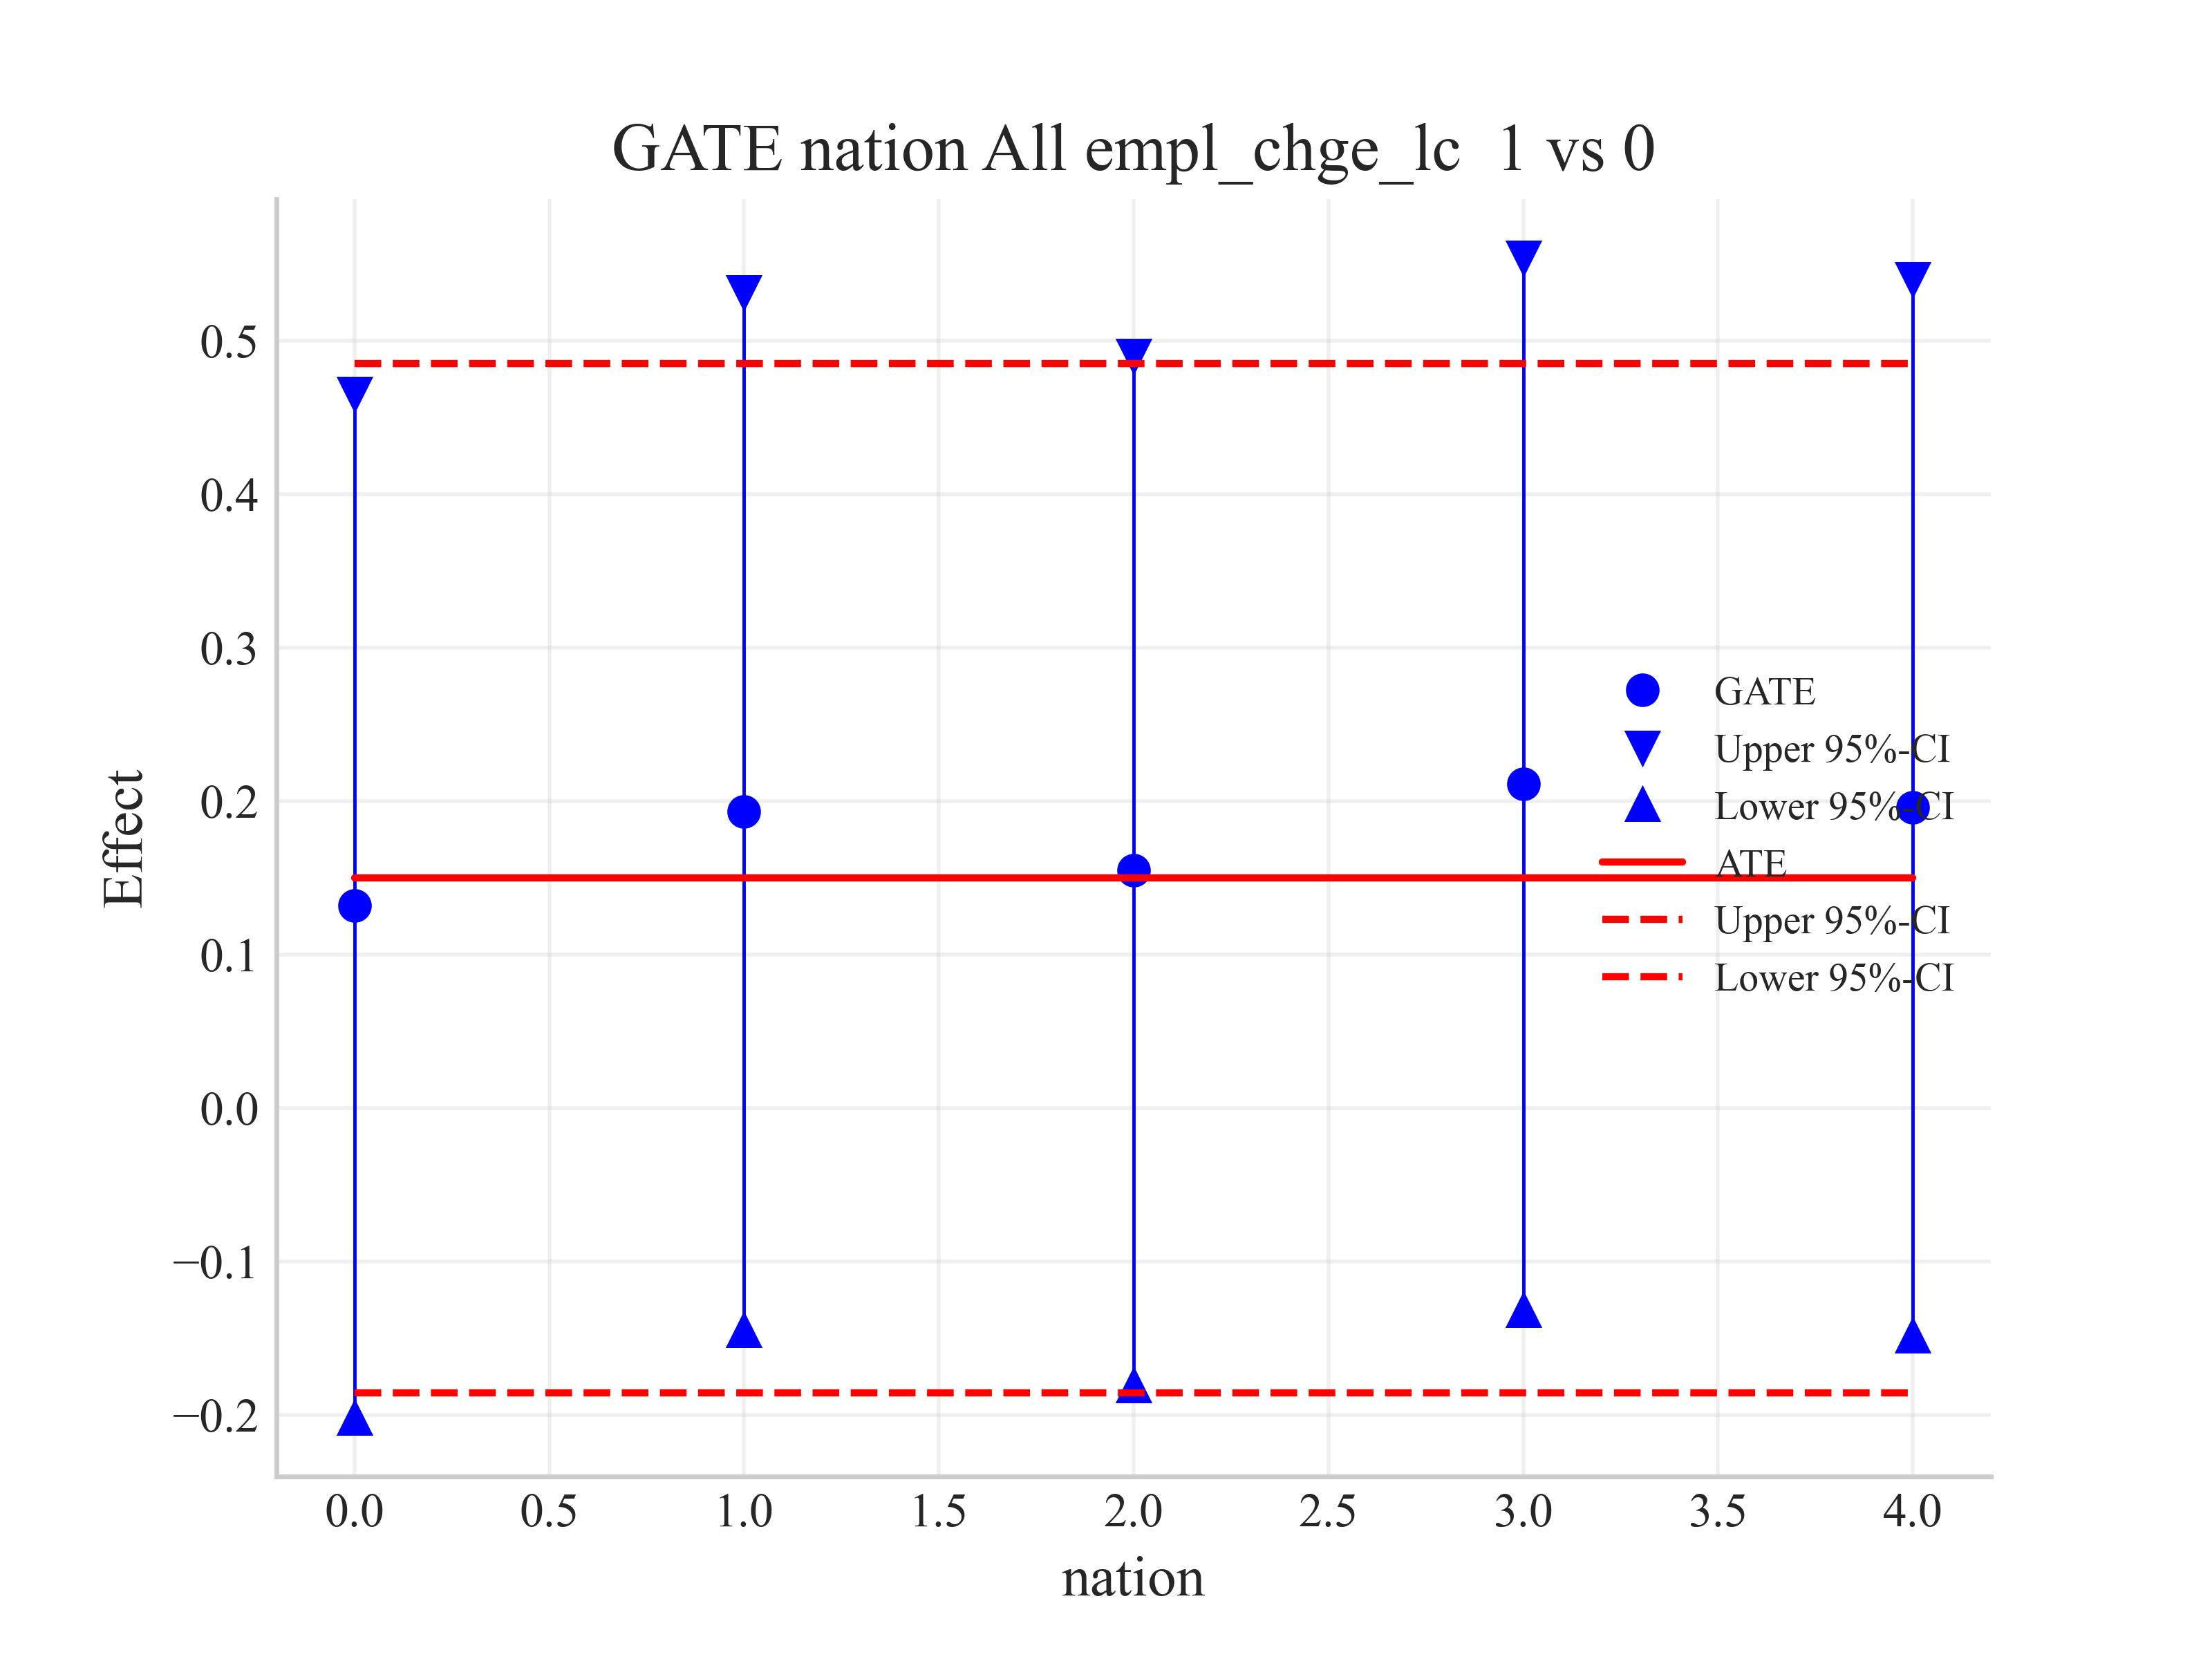 GATE nation All empl_chge_lc  1 vs 0
Effect
0.5
0.4
0.3
0.2
0.1
0.0
−0.1
−0.2
GATE
Upper 95%-CI
Lower 95%-CI
ATE
Upper 95%-CI
Lower 95%-CI
0.0 0.5 1.0 1.5 2.0 2.5 3.0 3.5 4.0
nation